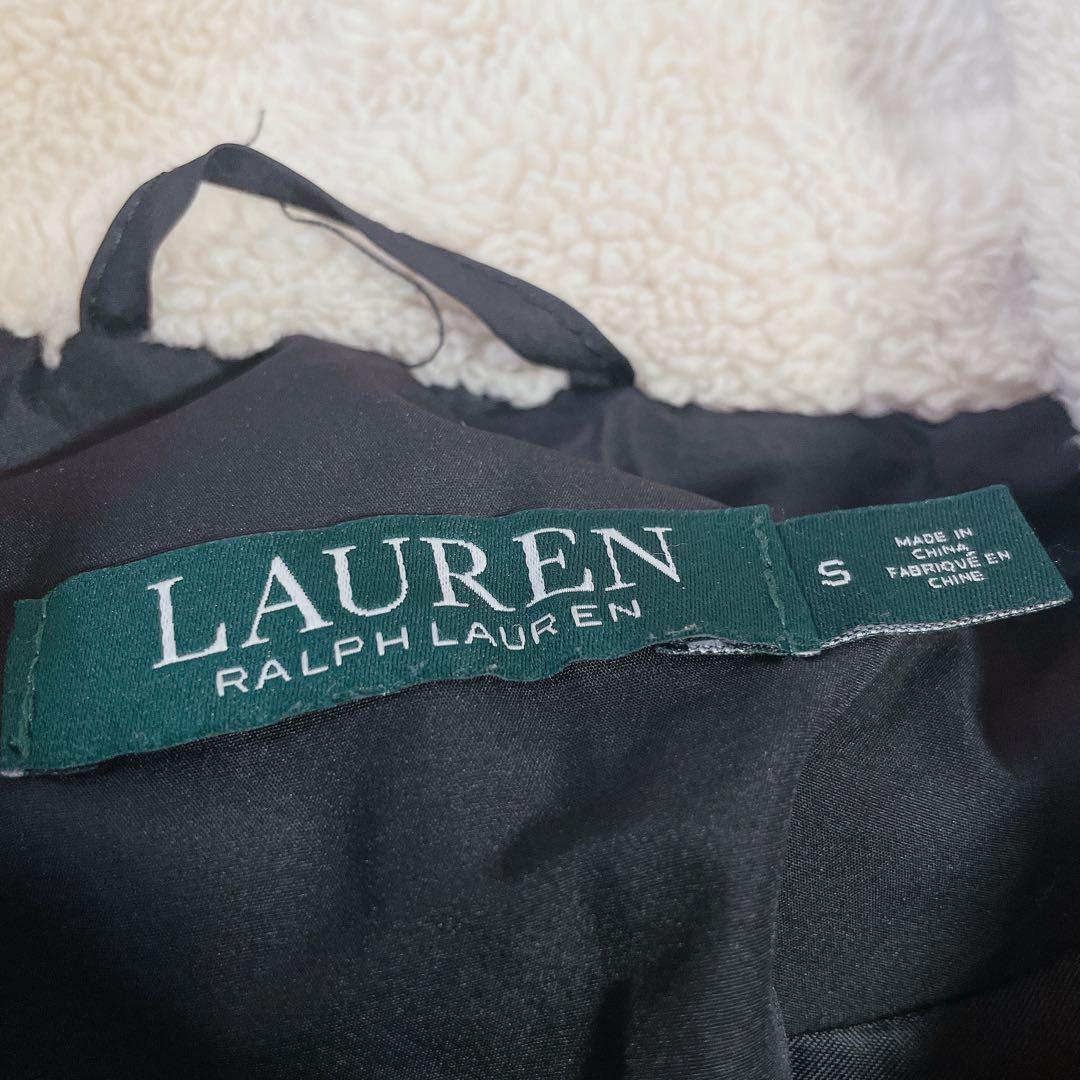 LAUREN
RALPH LAUREN
S
MADE IN
CHINA,
FABRIQUÉ EN
CHINE